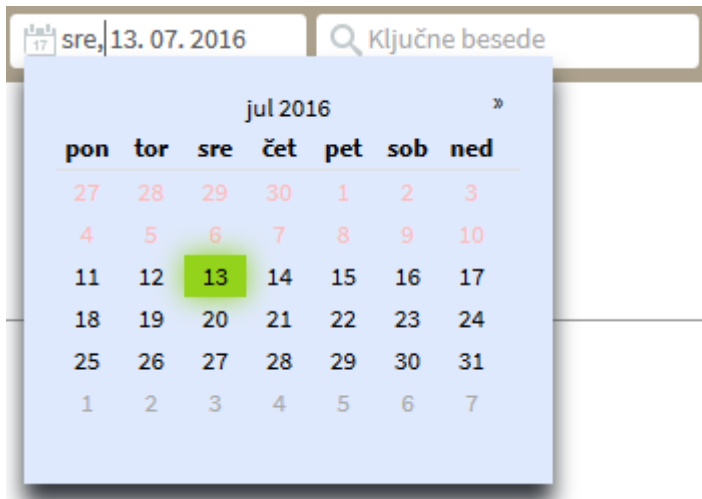 17 sre, 13. 07. 2016 Ključne besede
jul 2016 »
pon tor sre čet pet sob ned
27 28 29 30 1 2 3
4 5 6 7 8 9 10
11 12 13 14 15 16 17
18 19 20 21 22 23 24
25 26 27 28 29 30 31
1 2 3 4 5 6 7